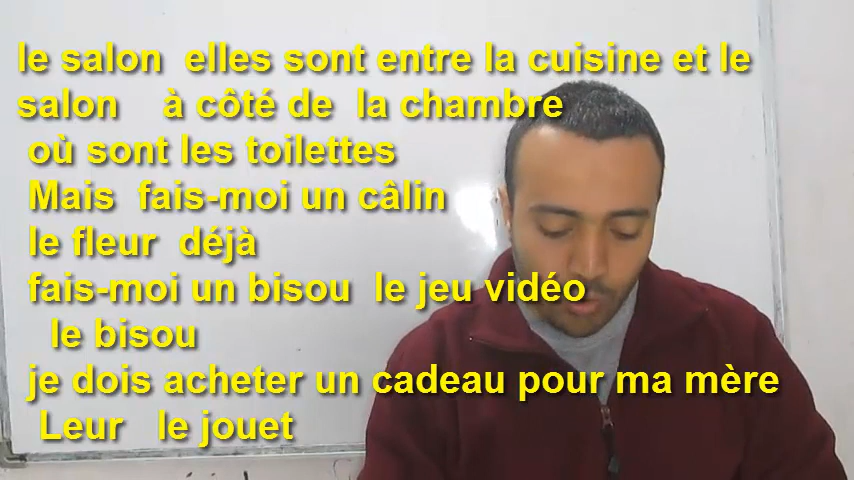 le salon elles sont entre la cuisine et le
salon à côté de la chambre
où sont les toilettes
Mais fais-moi un câlin
le fleur déjà
fais-moi un bisou le jeu vidéo
le bisou
je dois acheter un cadeau pour ma mère
Leur le jouet